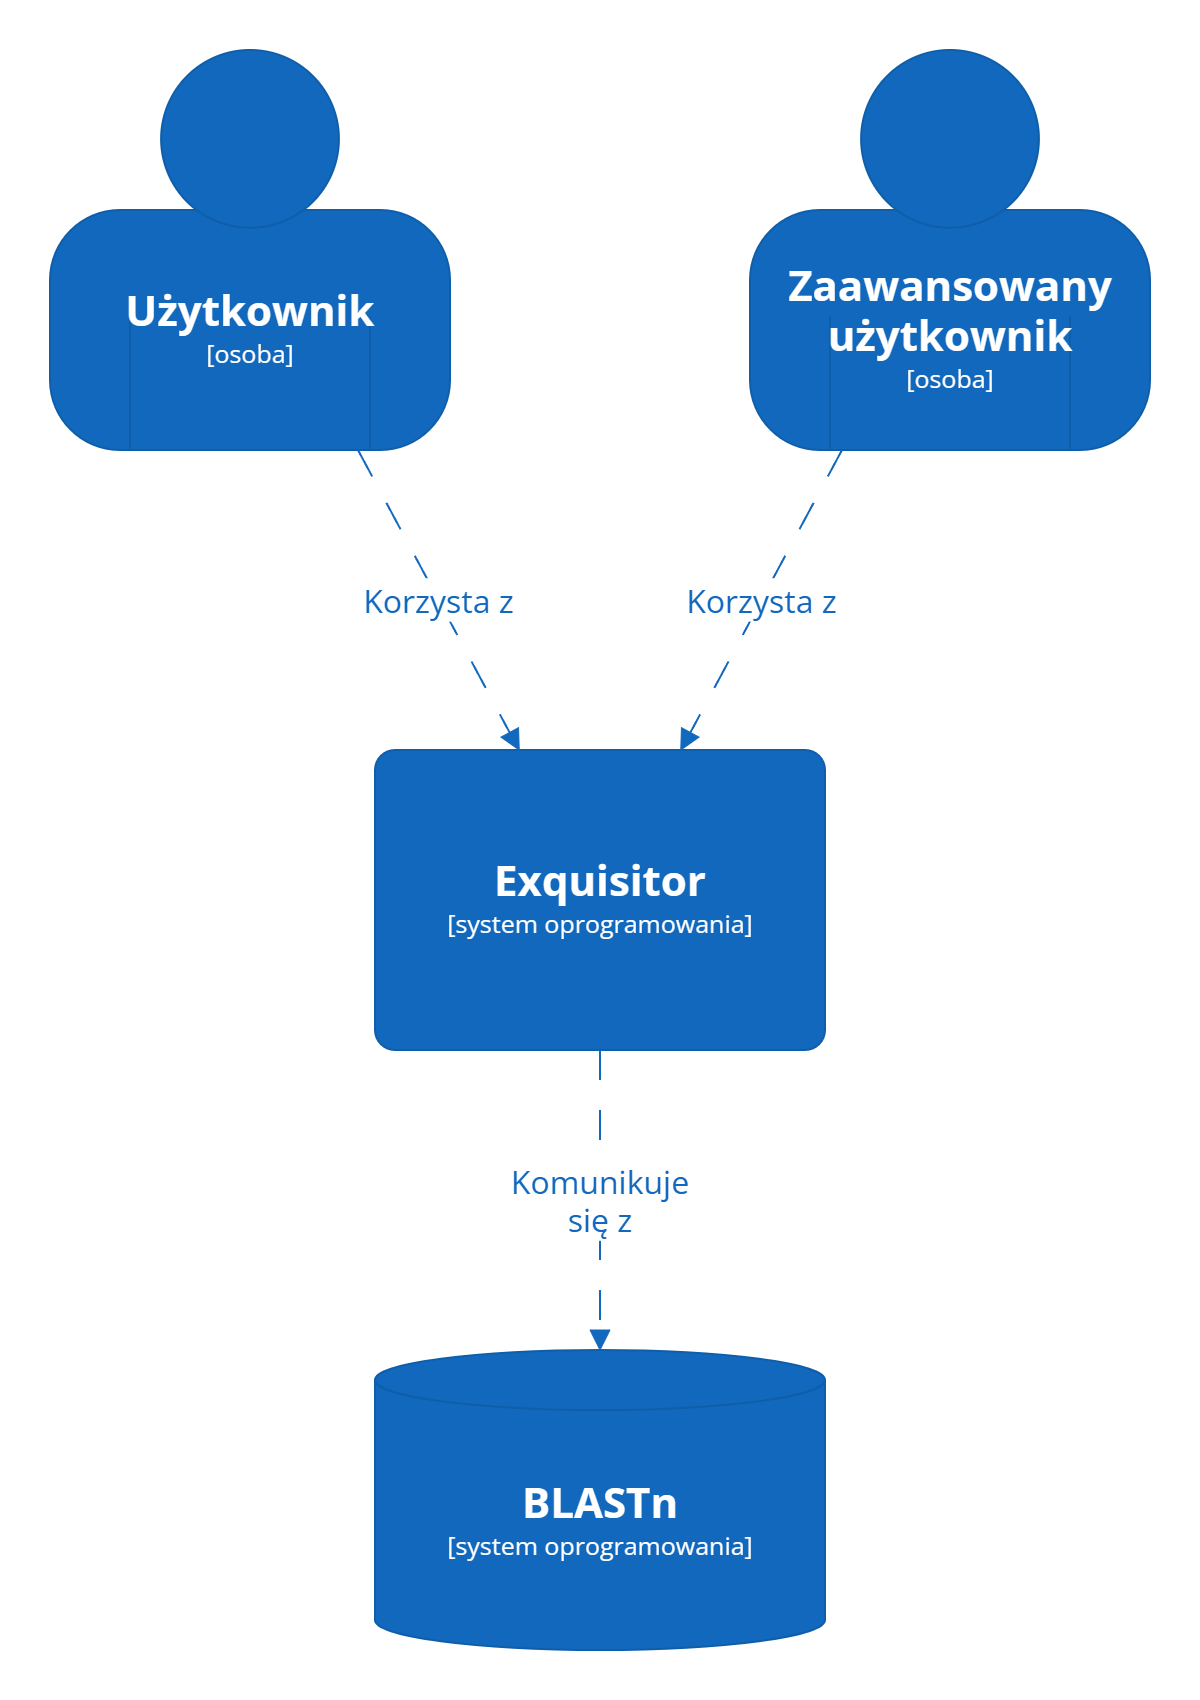 Użytkownik
[osoba]
Zaawansowany
użytkownik
[osoba]
Korzysta z
Korzysta z
Exquisitor
[system oprogramowania]
Komunikuje
się z
BLASTn
[system oprogramowania]